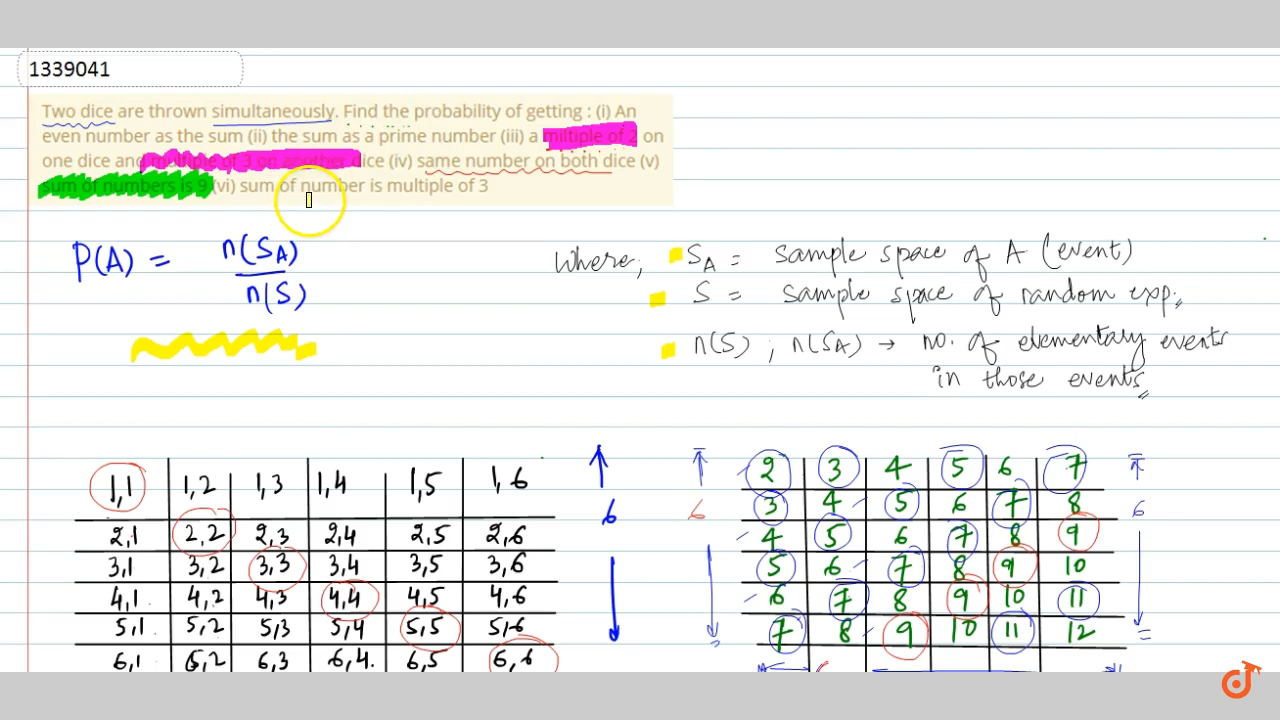 1339041
Two dice are thrown simultaneously. Find the probability of getting : (i) An
even number as the sum (ii) the sum as a prime number (iii) a miltiple of 2 on
one dice and multiple of 3 on another dice (iv) same number on both dice (v)
sum of numbers is 9 (vi) sum of number is multiple of 3
P(A) = n(SA) / n(S)
where; SA = sample space of A (event)
S = sample space of random exp;
n(S) ; n(SA) → no. of elementary events
in those events
1,1 1,2 1,3 1,4 1,5 1,6
2,1 2,2 2,3 2,4 2,5 2,6
3,1 3,2 3,3 3,4 3,5 3,6
4,1 4,2 4,3 4,4 4,5 4,6
5,1 5,2 5,3 5,4 5,5 5,6
6,1 6,2 6,3 6,4 6,5 6,6
6
6
2 3 4 5 6 7
3 4 5 6 7 8
4 5 6 7 8 9
5 6 7 8 9 10
6 7 8 9 10 11
7 8 9 10 11 12
6